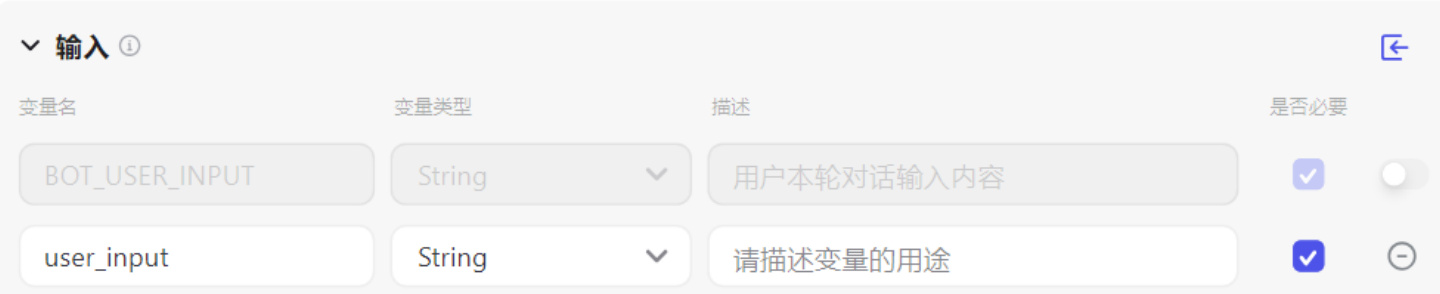 输入
变量名 变量类型 描述 是否必要
BOT_USER_INPUT String 用户本轮对话输入内容
user_input String 请描述变量的用途